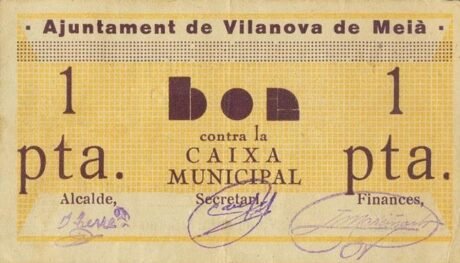 · Ajuntament de Vilanova de Meià ·
1 pta.
bon
contra la
CAIXA
MUNICIPAL
1 pta.
Alcalde, Secretari, Finances,